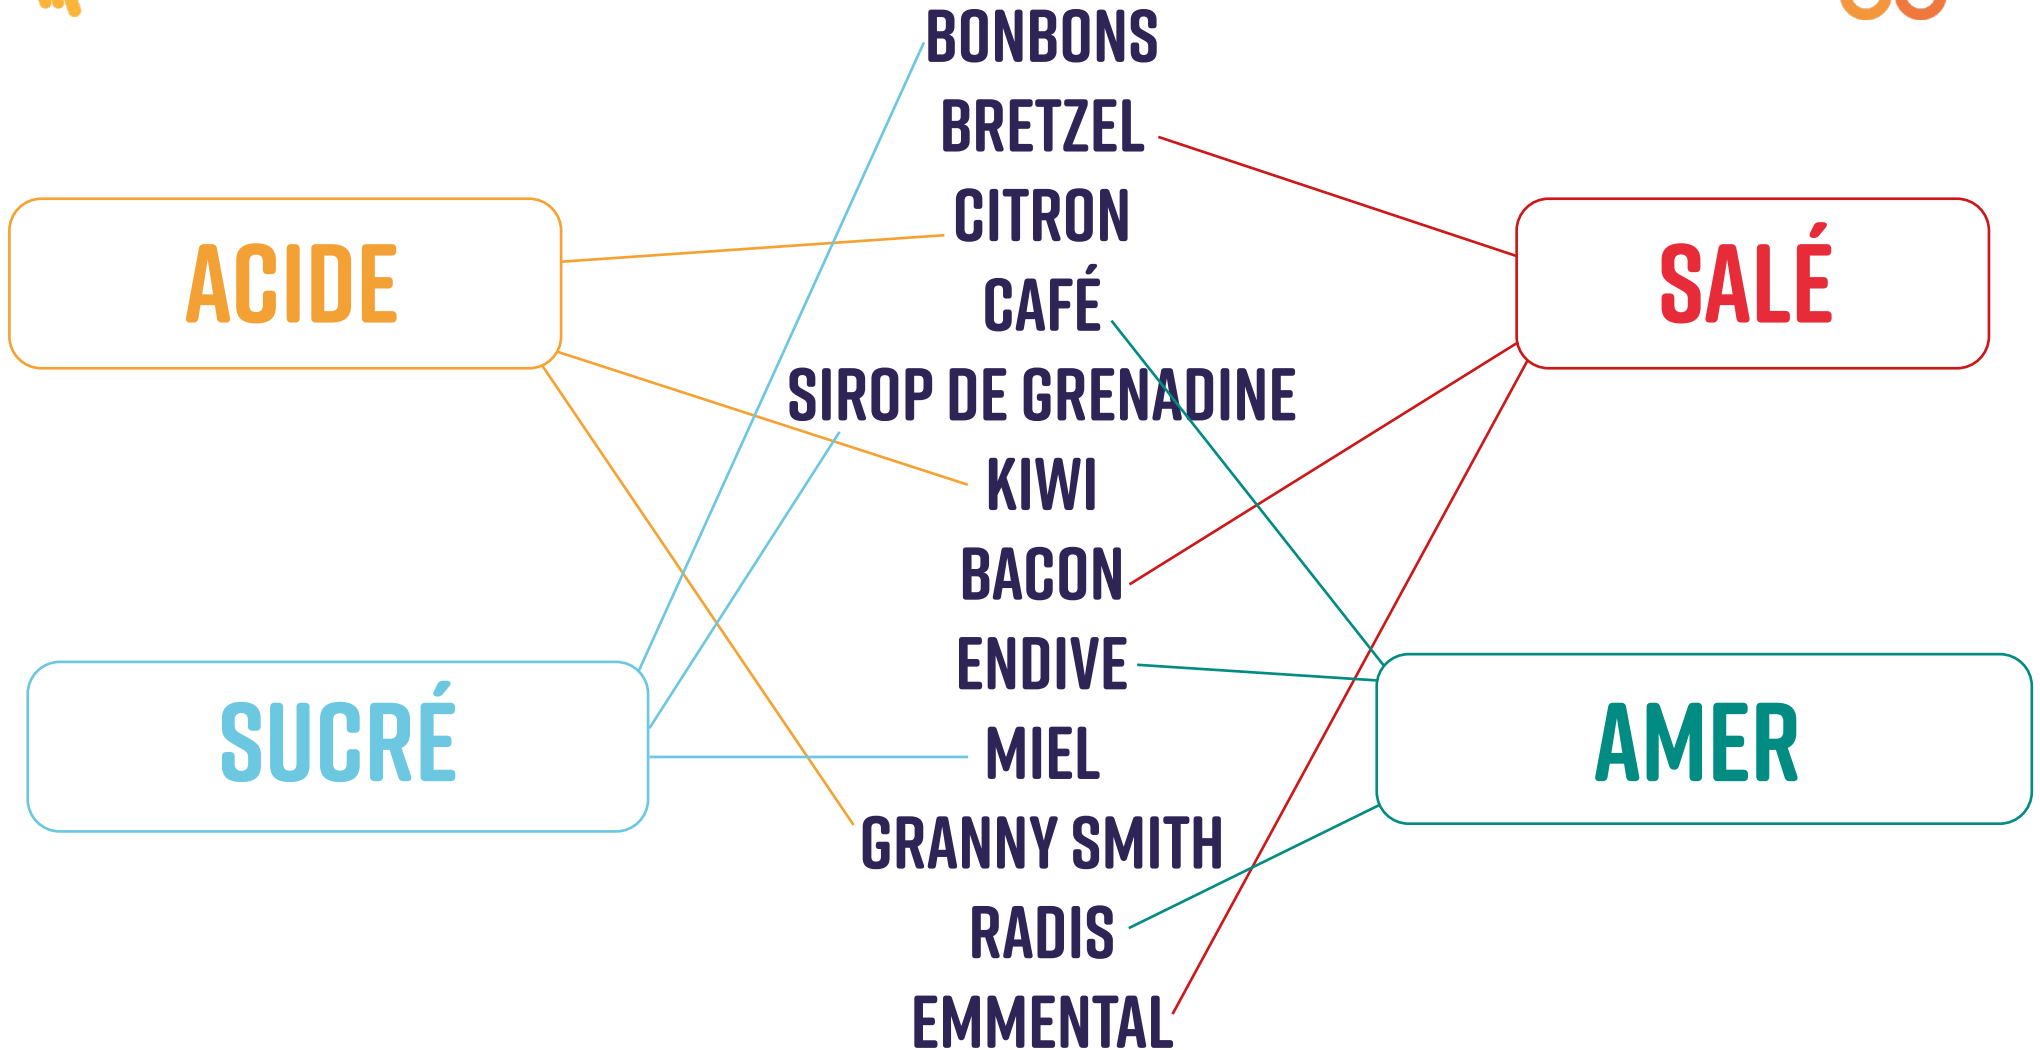 BONBONS
BRETZEL
CITRON
ACIDE
SALÉ
CAFÉ
SIROP DE GRENADINE
KIWI
BACON
ENDIVE
SUCRÉ
MIEL
AMER
GRANNY SMITH
RADIS
EMMENTAL